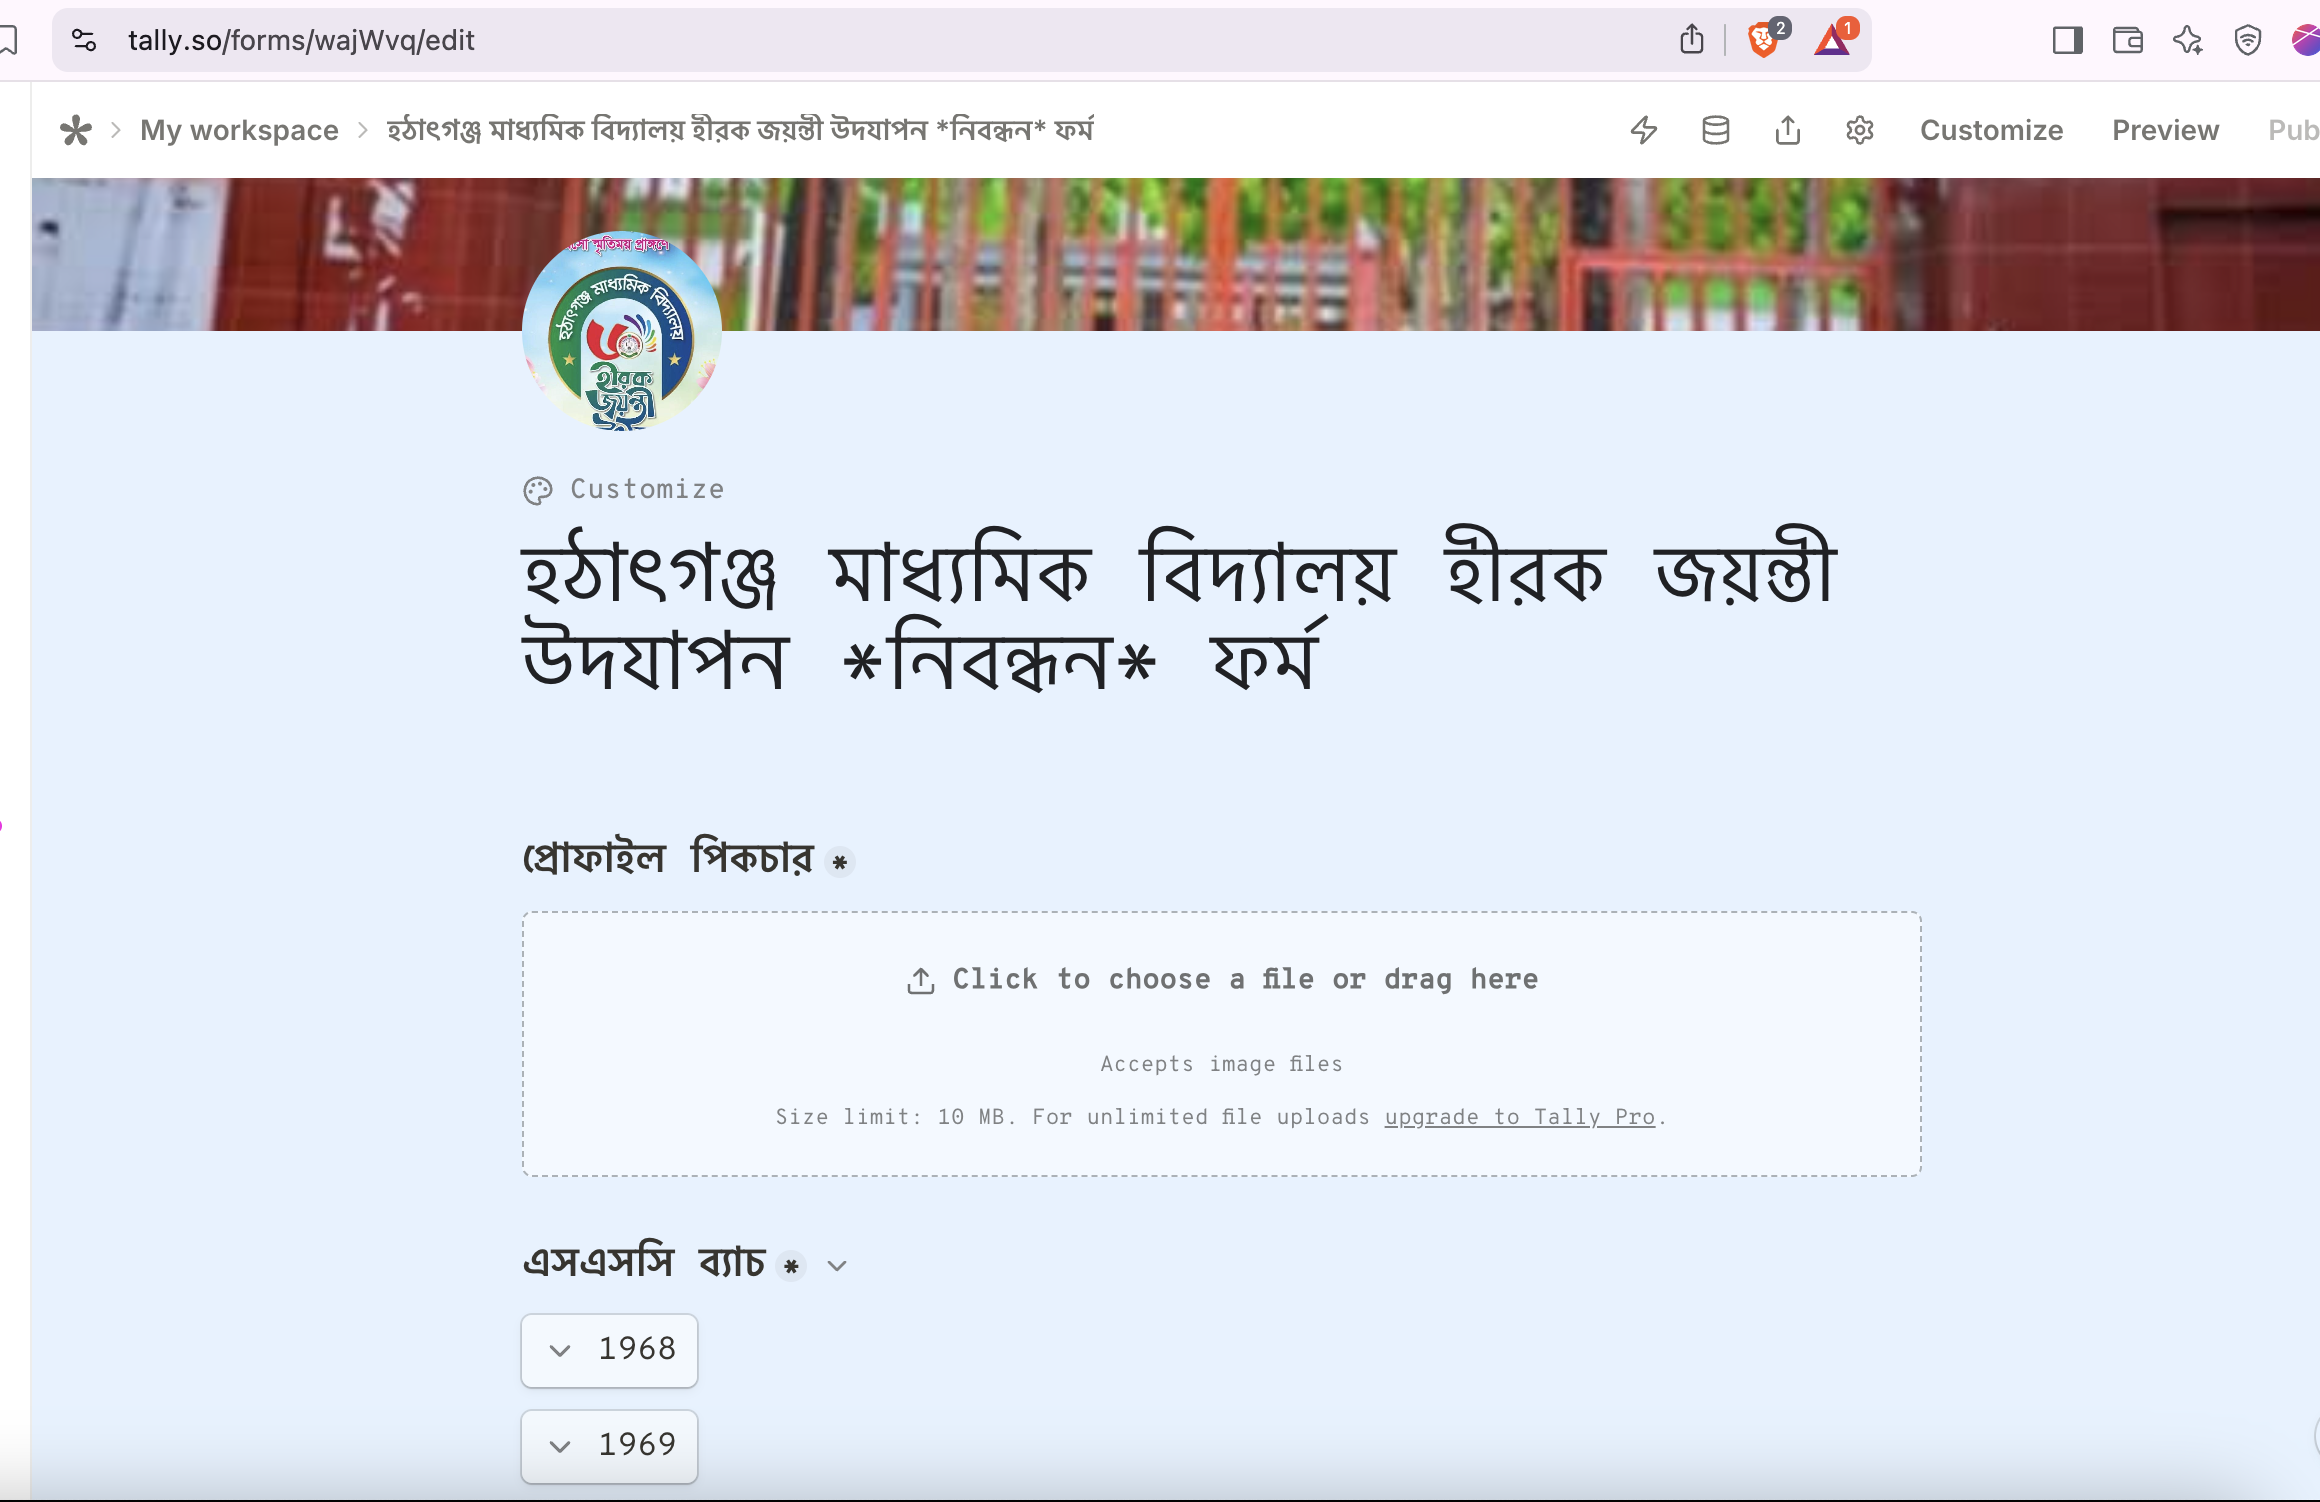 tally.so/forms/wajWvq/edit
2
1
My workspace
হঠাৎগঞ্জ মাধ্যমিক বিদ্যালয় হীরক জয়ন্তী উদযাপন *নিবন্ধন* ফর্ম
Customize
Preview
Pub
স্মৃতিময় প্রাঙ্গণে
হঠাৎগঞ্জ মাধ্যমিক বিদ্যালয়
৬০
হীরক
জয়ন্তী
Customize
হঠাৎগঞ্জ মাধ্যমিক বিদ্যালয় হীরক জয়ন্তী
উদযাপন *নিবন্ধন* ফর্ম
প্রোফাইল পিকচার *
Click to choose a file or drag here
Accepts image files
Size limit: 10 MB. For unlimited file uploads upgrade to Tally Pro.
এসএসসি ব্যাচ *
1968
1969